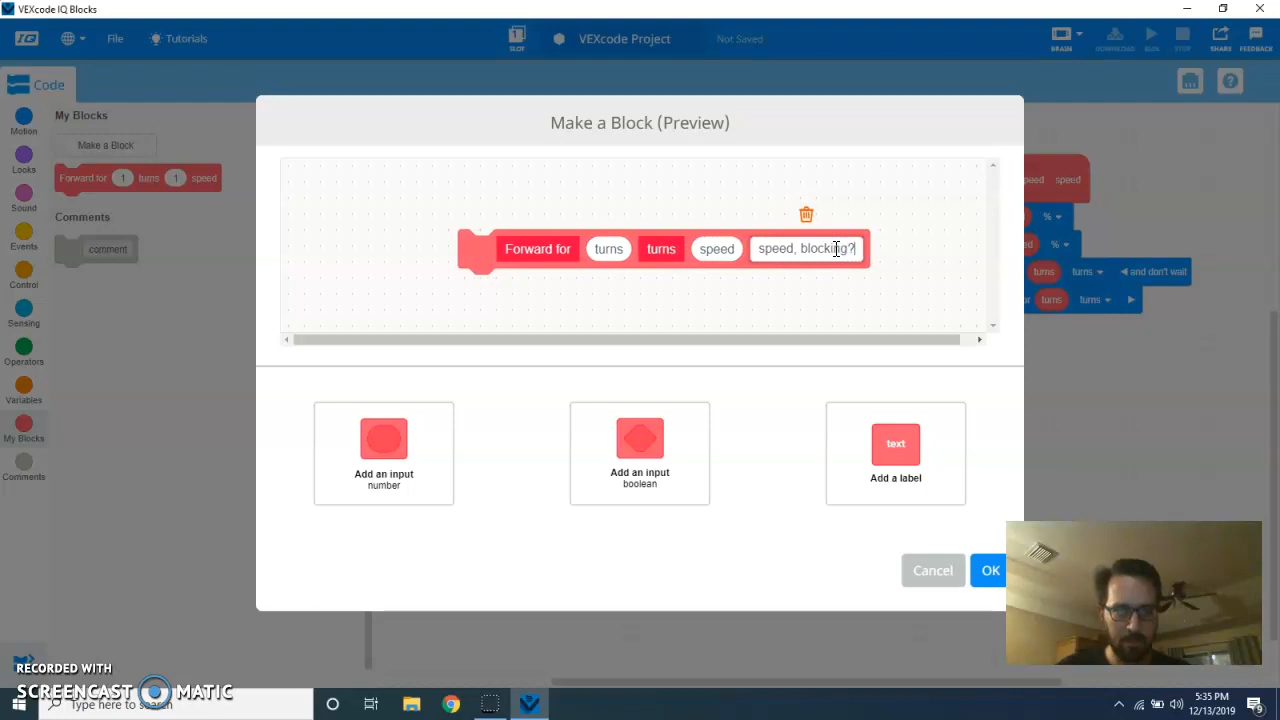 VEXcode IQ Blocks
IQ
File
Tutorials
1
SLOT
VEXcode Project
Not Saved
BRAIN
DOWNLOAD
RUN
STOP
SHARE
FEEDBACK
Code
Motion
Looks
Sound
Events
Control
Sensing
Operators
Variables
My Blocks
Comments
My Blocks
Make a Block
Forward for 1 turns 1 speed
Comments
comment
Make a Block (Preview)
Forward for turns turns speed speed, blocking?
Add an input
number
Add an input
boolean
text
Add a label
Cancel
OK
speed
%
%
turns turns and don't wait
turns turns
RECORDED WITH
SCREENCAST MATIC
Type here to search
5:35 PM
12/13/2019
9